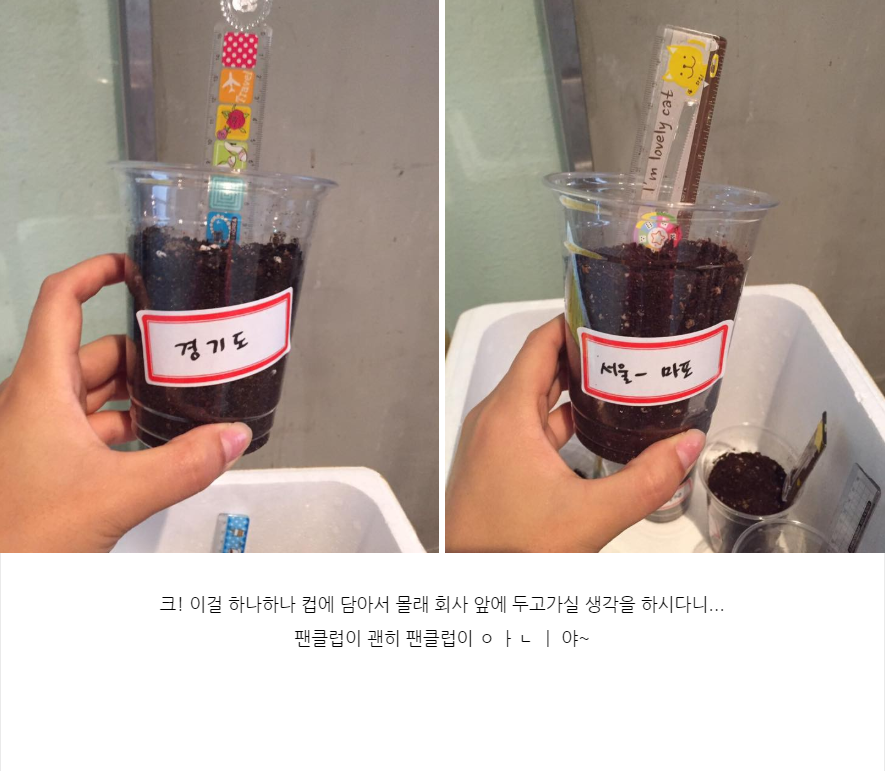 Travel
경기도
I'm lovely cat
서울 - 마포
크! 이걸 하나하나 컵에 담아서 몰래 회사 앞에 두고가실 생각을 하시다니...
팬클럽이 괜히 팬클럽이 ㅇ ㅏ ㄴ ㅣ 야~